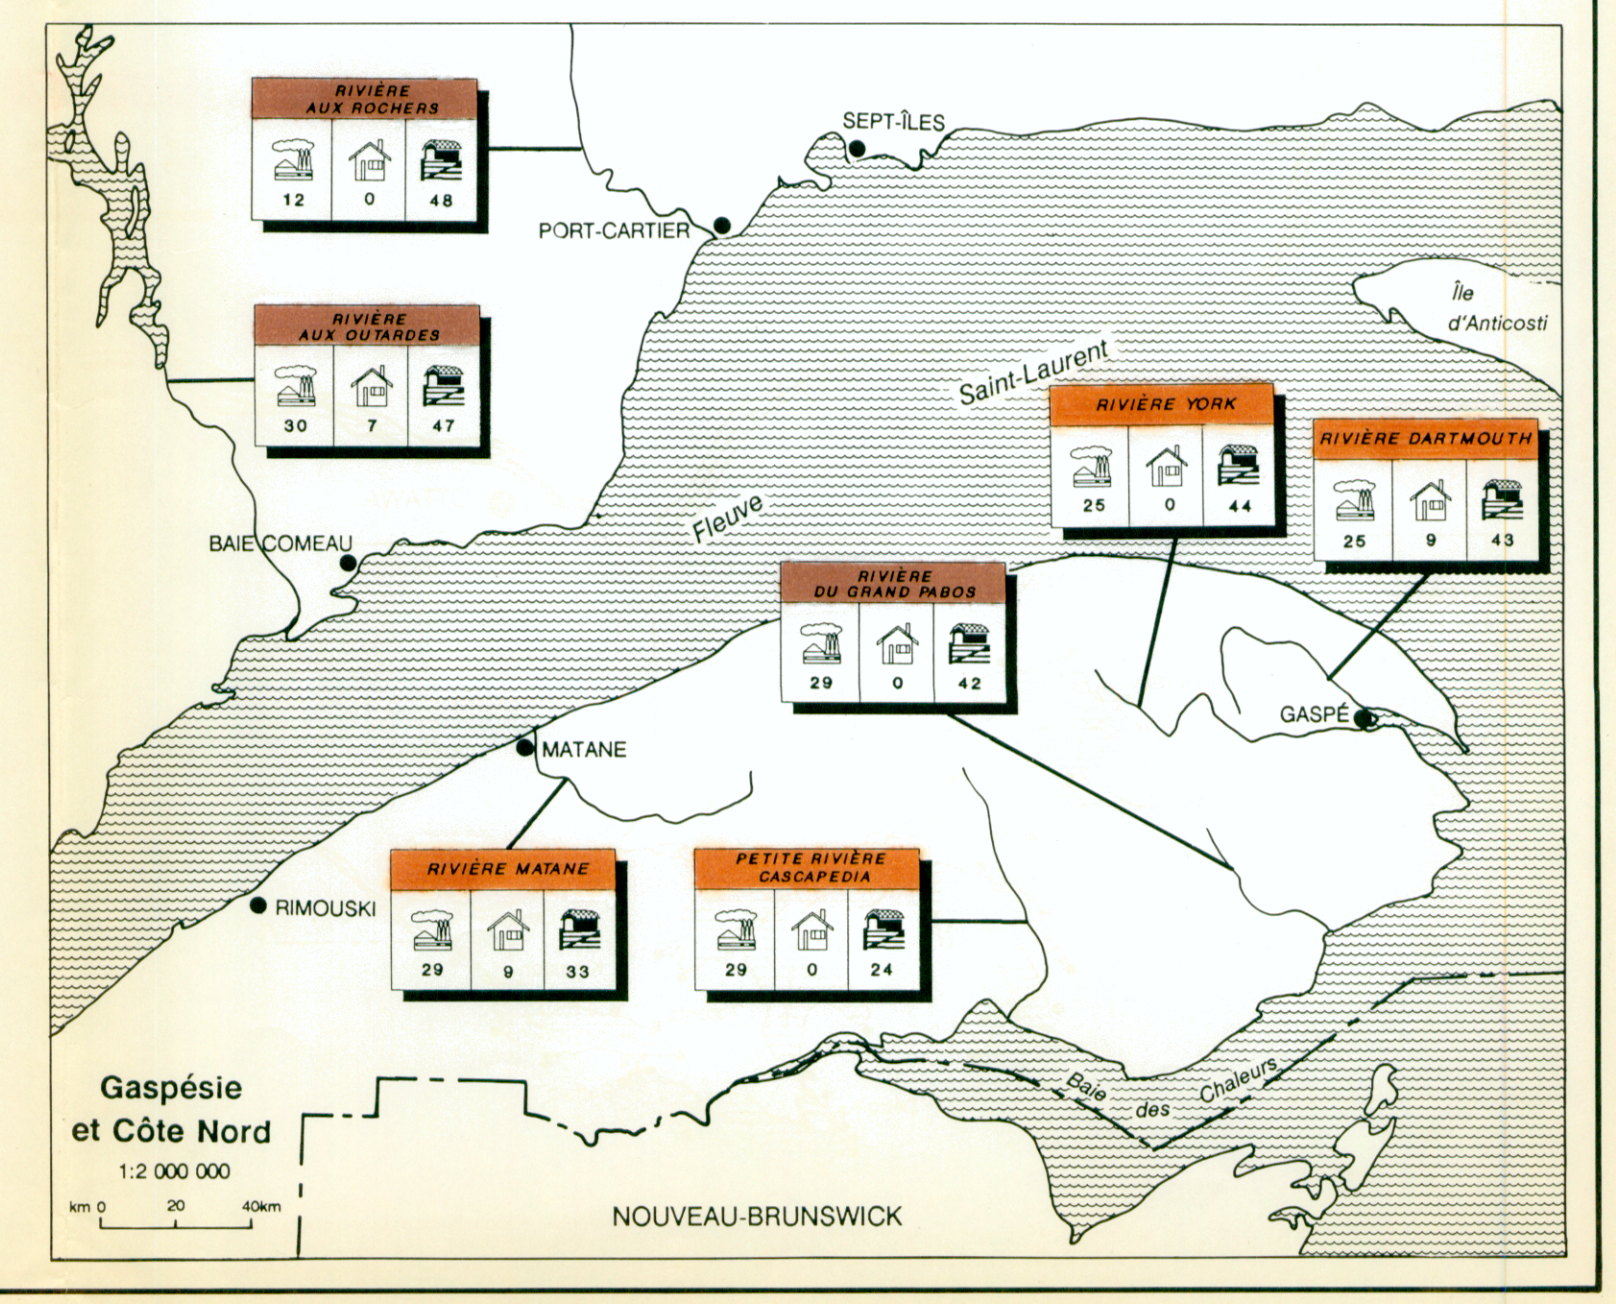 RIVIÈRE
AUX ROCHERS
12 0 48
SEPT-ÎLES
PORT-CARTIER
RIVIÈRE
AUX OUTARDES
30 7 47
Île
d'Anticosti
Fleuve Saint-Laurent
RIVIÈRE YORK
25 0 44
RIVIÈRE DARTMOUTH
25 9 43
BAIE COMEAU
RIVIÈRE
DU GRAND PABOS
29 0 42
GASPÉ
MATANE
RIVIÈRE MATANE
29 9 33
PETITE RIVIÈRE
CASCAPEDIA
29 0 24
RIMOUSKI
Baie des Chaleurs
Gaspésie
et Côte Nord
1:2 000 000
km 0 20 40km
NOUVEAU-BRUNSWICK